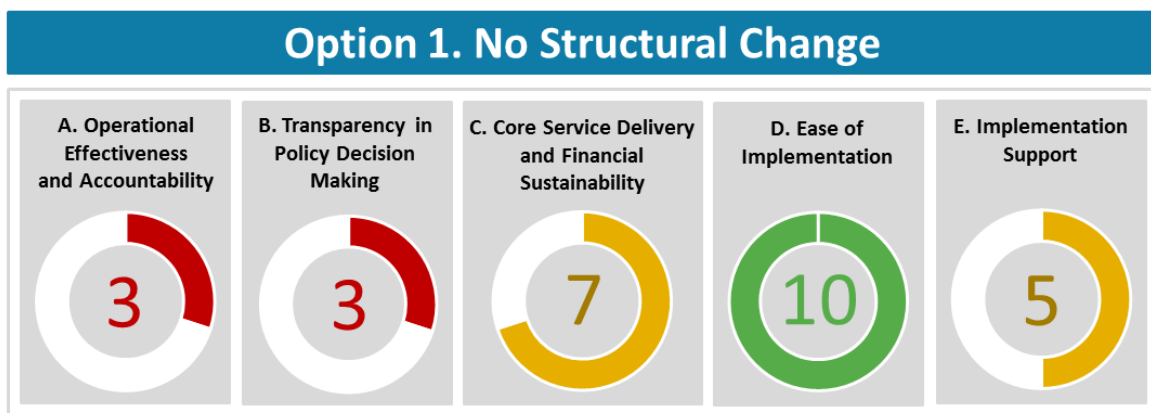 Option 1. No Structural Change
A. Operational
Effectiveness
and Accountability
3
B. Transparency in
Policy Decision
Making
3
C. Core Service Delivery
and Financial
Sustainability
7
D. Ease of
Implementation
10
E. Implementation
Support
5